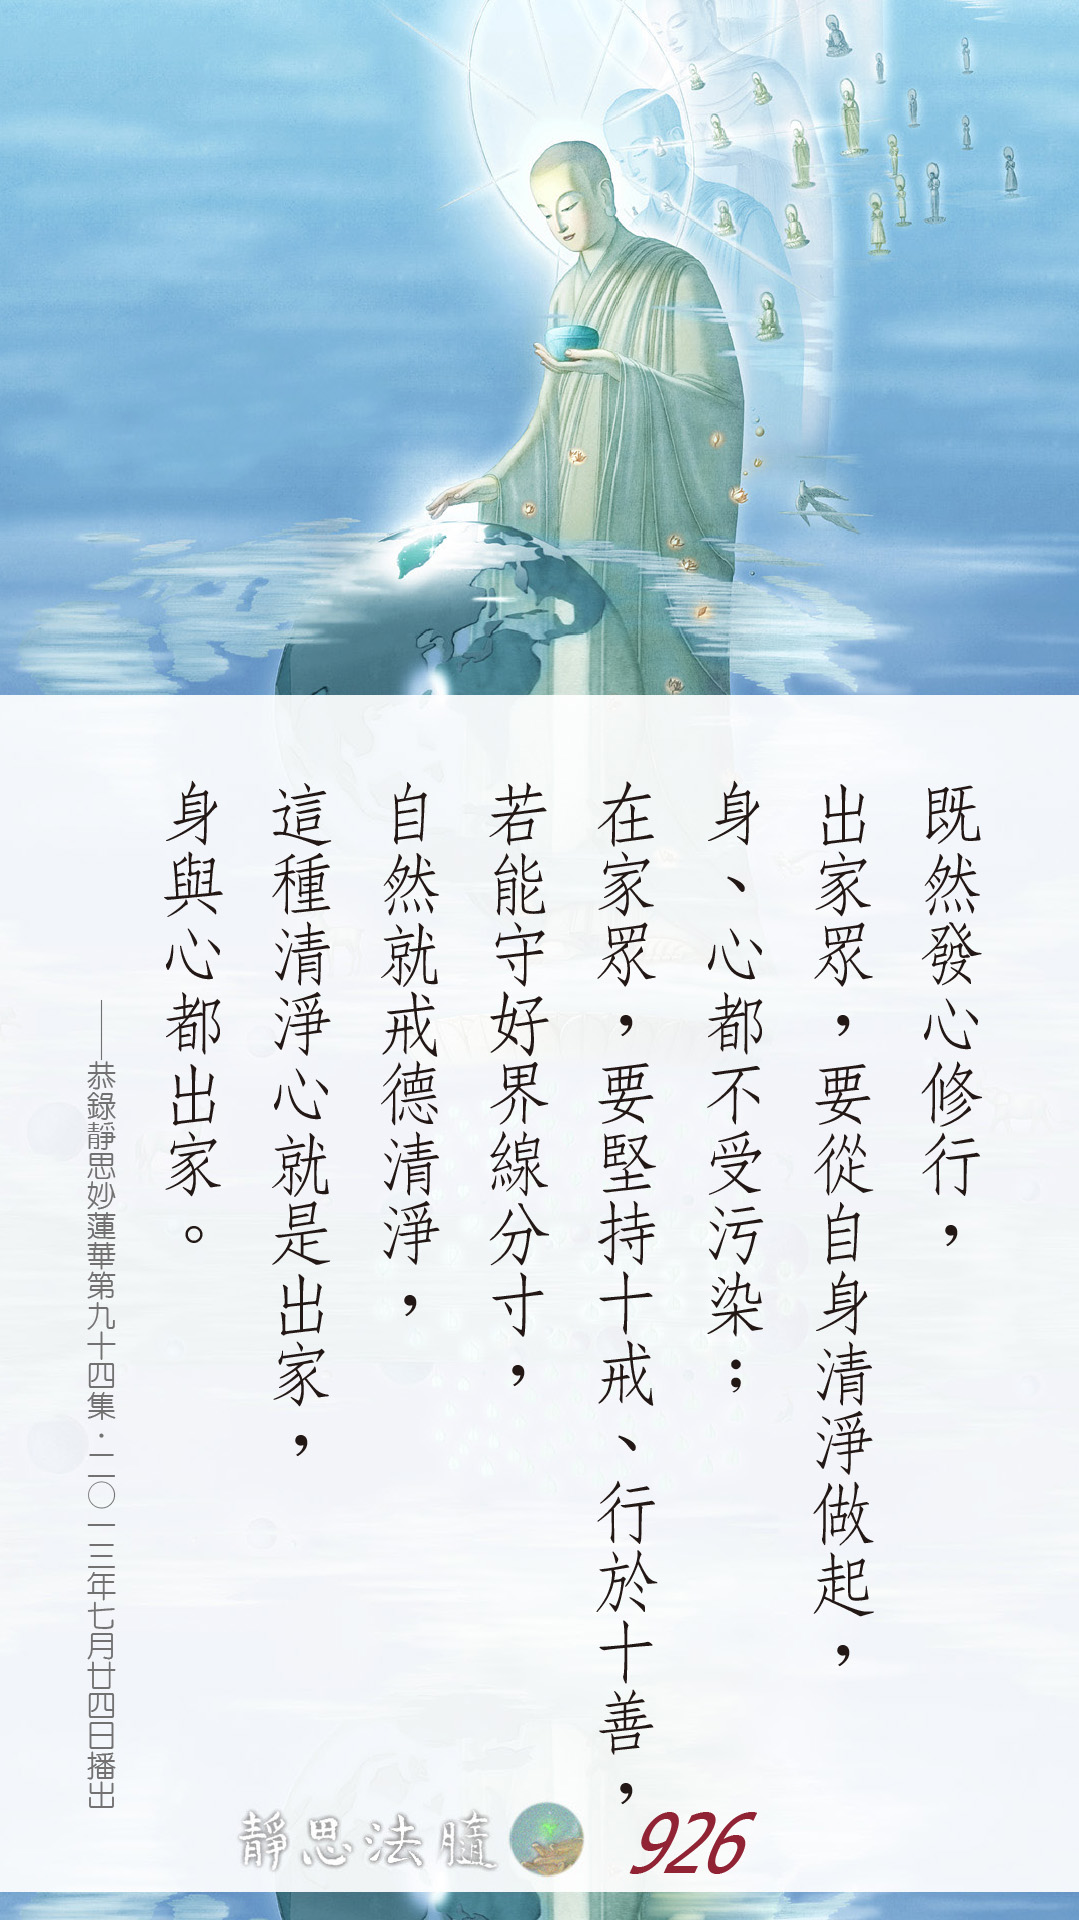 既然發心修行，
出家眾，要從自身清淨做起，
身、心都不受污染；
在家眾，要堅持十戒、行於十善，
若能守好界線分寸，
自然就戒德清淨，
這種清淨心就是出家，
身與心都出家。
——恭錄靜思妙蓮華第九十四集．二〇一三年七月廿四日播出
靜思法髓 926